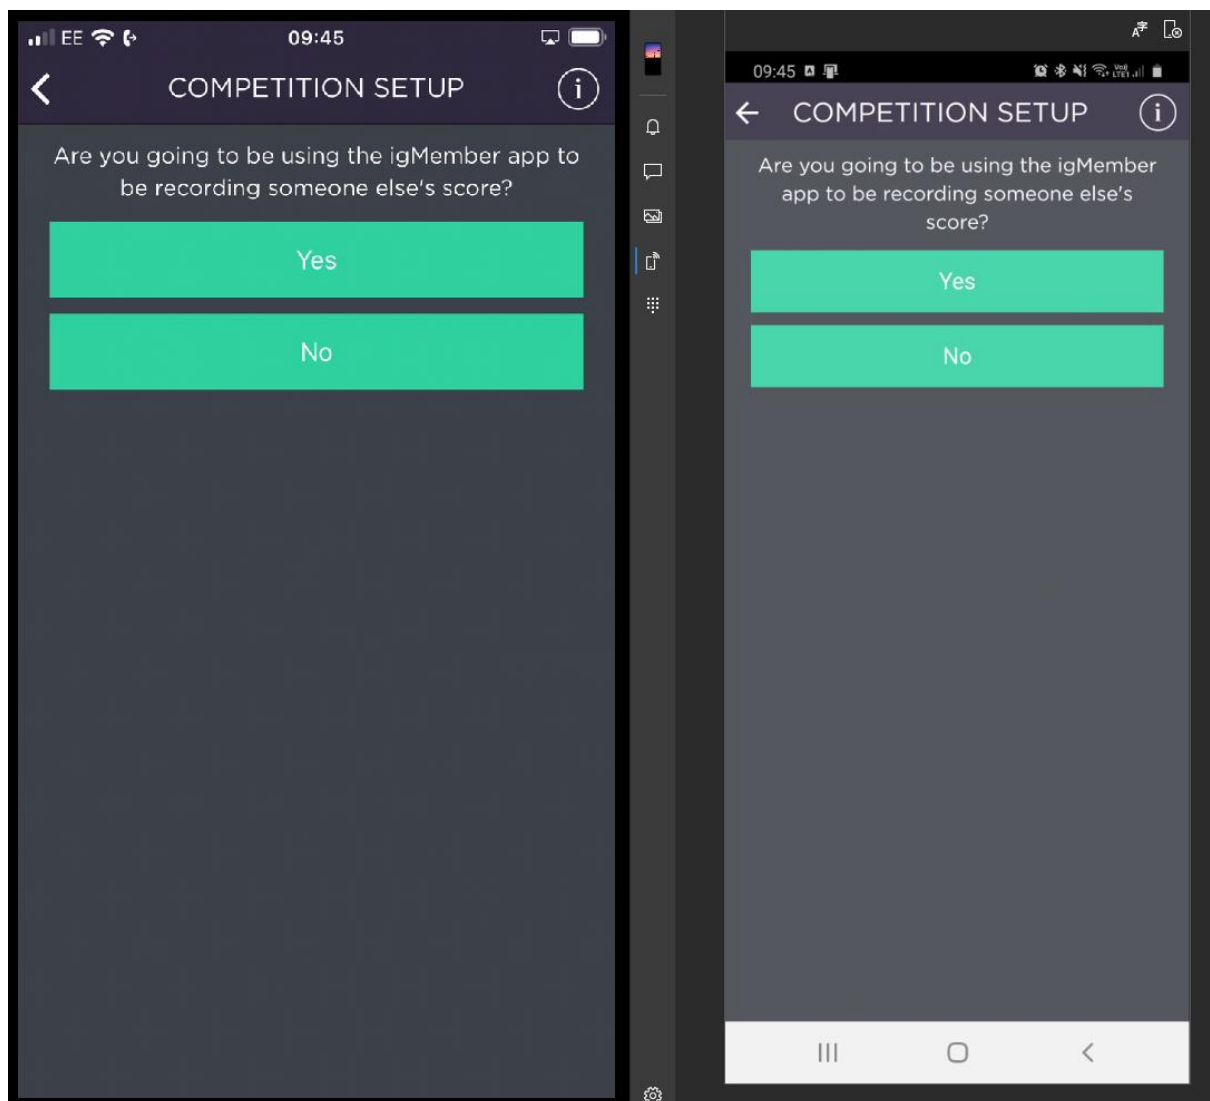 EE
09:45
COMPETITION SETUP
i
Are you going to be using the igMember app to
be recording someone else's score?
Yes
No
09:45
COMPETITION SETUP
i
Are you going to be using the igMember
app to be recording someone else's
score?
Yes
No